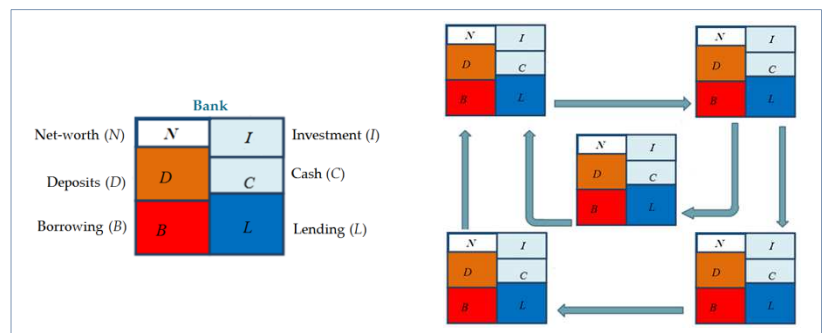 Bank
Net-worth (N)
N
I
Investment (I)
Deposits (D)
D
C
Cash (C)
Borrowing (B)
B
L
Lending (L)
N
I
D
C
B
L
N
I
D
C
B
L
N
I
D
C
B
L
N
I
D
C
B
L
N
I
D
C
B
L